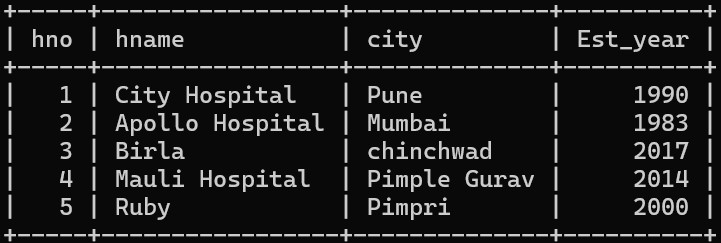 +-----+-----------------+-------------+----------+
| hno | hname           | city        | Est_year |
+-----+-----------------+-------------+----------+
|   1 | City Hospital   | Pune        |     1990 |
|   2 | Apollo Hospital | Mumbai      |     1983 |
|   3 | Birla           | chinchwad   |     2017 |
|   4 | Mauli Hospital  | Pimple Gurav |     2014 |
|   5 | Ruby            | Pimpri      |     2000 |
+-----+-----------------+-------------+----------+